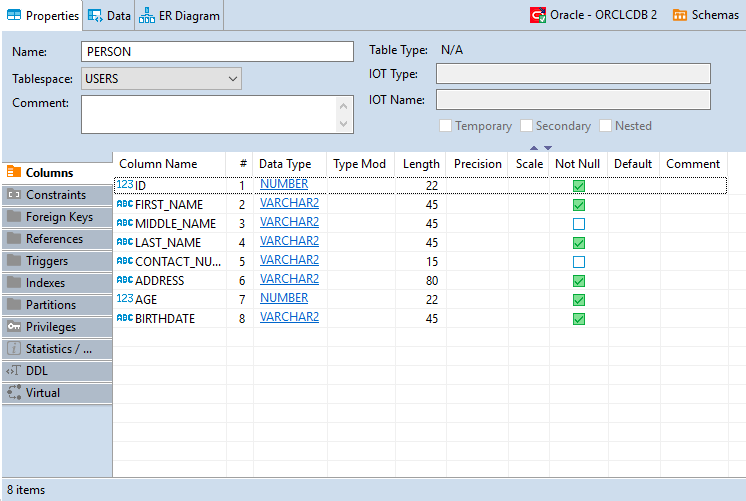 Properties Data ER Diagram Oracle - ORCLCDB 2 Schemas
Name: PERSON Table Type: N/A
Tablespace: USERS IOT Type:
Comment: IOT Name:
Temporary Secondary Nested
Column Name # Data Type Type Mod Length Precision Scale Not Null Default Comment
123 ID 1 NUMBER 22
ABC FIRST_NAME 2 VARCHAR2 45
ABC MIDDLE_NAME 3 VARCHAR2 45
ABC LAST_NAME 4 VARCHAR2 45
ABC CONTACT_NU... 5 VARCHAR2 15
ABC ADDRESS 6 VARCHAR2 80
123 AGE 7 NUMBER 22
ABC BIRTHDATE 8 VARCHAR2 45
Columns
Constraints
Foreign Keys
References
Triggers
Indexes
Partitions
Privileges
Statistics / ...
DDL
Virtual
8 items